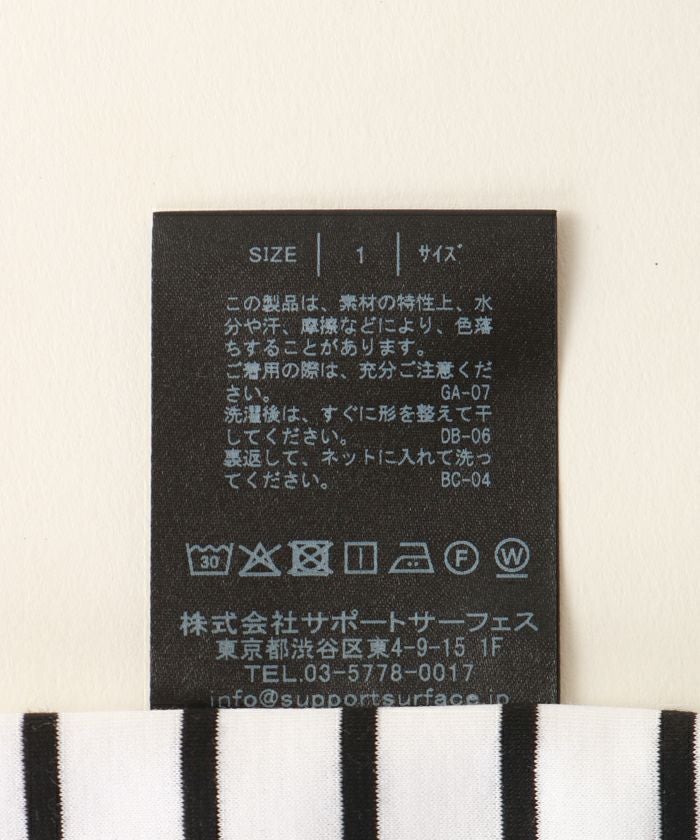 SIZE 1 サイズ
この製品は、素材の特性上、水
分や汗、摩擦などにより、色落
ちすることがあります。
ご着用の際は、充分ご注意くだ
さい。 GA-07
洗濯後は、すぐに形を整えて干
してください。 DB-06
裏返して、ネットに入れて洗っ
てください。 BC-04
30 F W
株式会社サポートサーフェス
東京都渋谷区東4-9-15 1F
TEL.03-5778-0017
info@supportsurface.jp